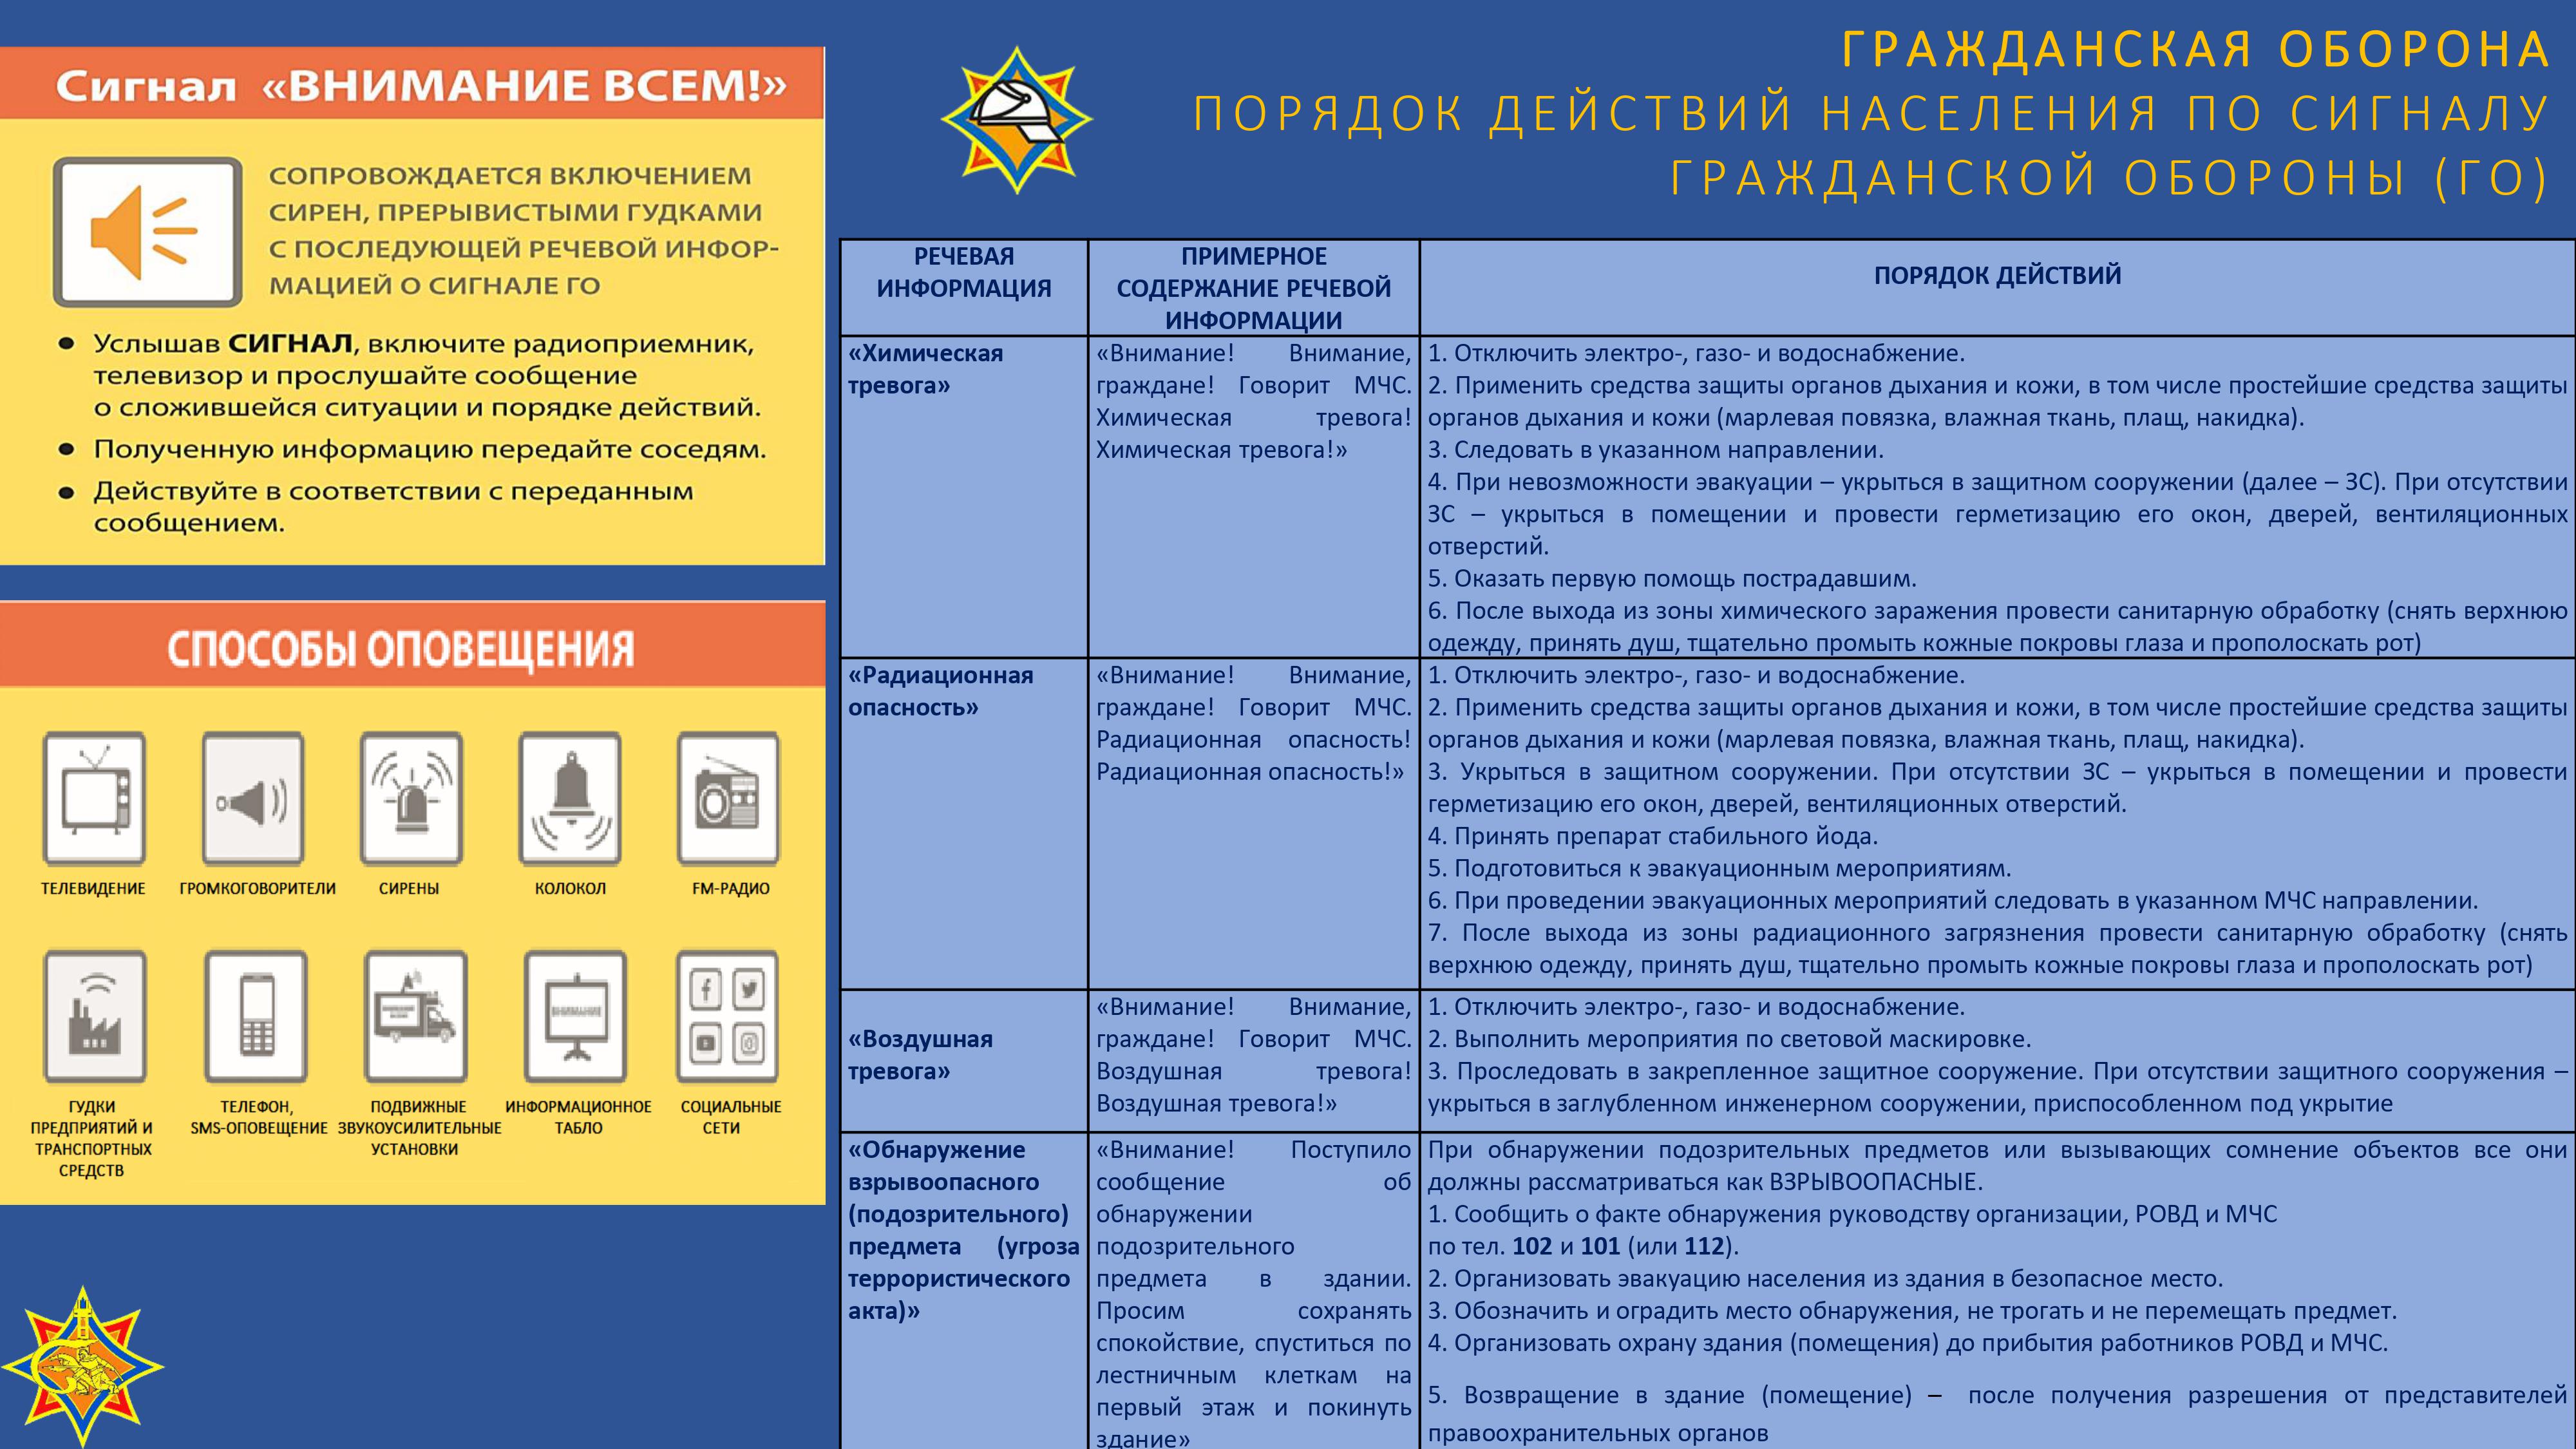 ГРАЖДАНСКАЯ ОБОРОНА
ПОРЯДОК ДЕЙСТВИЙ НАСЕЛЕНИЯ ПО СИГНАЛУ
ГРАЖДАНСКОЙ ОБОРОНЫ (ГО)
Сигнал «ВНИМАНИЕ ВСЕМ!»
СОПРОВОЖДАЕТСЯ ВКЛЮЧЕНИЕМ
СИРЕН, ПРЕРЫВИСТЫМИ ГУДКАМИ
С ПОСЛЕДУЮЩЕЙ РЕЧЕВОЙ ИНФОР-
МАЦИЕЙ О СИГНАЛЕ ГО
• Услышав СИГНАЛ, включите радиоприемник,
телевизор и прослушайте сообщение
о сложившейся ситуации и порядке действий.
• Полученную информацию передайте соседям.
• Действуйте в соответствии с переданным
сообщением.
СПОСОБЫ ОПОВЕЩЕНИЯ
ТЕЛЕВИДЕНИЕ
ГРОМКОГОВОРИТЕЛИ
СИРЕНЫ
КОЛОКОЛ
FM-РАДИО
ВНИМАНИЕ
ГУДКИ
ПРЕДПРИЯТИЙ И
ТРАНСПОРТНЫХ
СРЕДСТВ
ТЕЛЕФОН,
SMS-ОПОВЕЩЕНИЕ
ПОДВИЖНЫЕ
ЗВУКОУСИЛИТЕЛЬНЫЕ
УСТАНОВКИ
ИНФОРМАЦИОННОЕ
ТАБЛО
СОЦИАЛЬНЫЕ
СЕТИ
РЕЧЕВАЯ
ИНФОРМАЦИЯ
ПРИМЕРНОЕ
СОДЕРЖАНИЕ РЕЧЕВОЙ
ИНФОРМАЦИИ
ПОРЯДОК ДЕЙСТВИЙ
«Химическая
тревога»
«Внимание! Внимание,
граждане! Говорит МЧС.
Химическая тревога!
Химическая тревога!»
1. Отключить электро-, газо- и водоснабжение.
2. Применить средства защиты органов дыхания и кожи, в том числе простейшие средства защиты
органов дыхания и кожи (марлевая повязка, влажная ткань, плащ, накидка).
3. Следовать в указанном направлении.
4. При невозможности эвакуации – укрыться в защитном сооружении (далее – ЗС). При отсутствии
ЗС – укрыться в помещении и провести герметизацию его окон, дверей, вентиляционных
отверстий.
5. Оказать первую помощь пострадавшим.
6. После выхода из зоны химического заражения провести санитарную обработку (снять верхнюю
одежду, принять душ, тщательно промыть кожные покровы глаза и прополоскать рот)
«Радиационная
опасность»
«Внимание! Внимание,
граждане! Говорит МЧС.
Радиационная опасность!
Радиационная опасность!»
1. Отключить электро-, газо- и водоснабжение.
2. Применить средства защиты органов дыхания и кожи, в том числе простейшие средства защиты
органов дыхания и кожи (марлевая повязка, влажная ткань, плащ, накидка).
3. Укрыться в защитном сооружении. При отсутствии ЗС – укрыться в помещении и провести
герметизацию его окон, дверей, вентиляционных отверстий.
4. Принять препарат стабильного йода.
5. Подготовиться к эвакуационным мероприятиям.
6. При проведении эвакуационных мероприятий следовать в указанном МЧС направлении.
7. После выхода из зоны радиационного загрязнения провести санитарную обработку (снять
верхнюю одежду, принять душ, тщательно промыть кожные покровы глаза и прополоскать рот)
«Воздушная
тревога»
«Внимание! Внимание,
граждане! Говорит МЧС.
Воздушная тревога!
Воздушная тревога!»
1. Отключить электро-, газо- и водоснабжение.
2. Выполнить мероприятия по световой маскировке.
3. Проследовать в закрепленное защитное сооружение. При отсутствии защитного сооружения –
укрыться в заглубленном инженерном сооружении, приспособленном под укрытие
«Обнаружение
взрывоопасного
(подозрительного)
предмета (угроза
террористического
акта)»
«Внимание! Поступило
сообщение об
обнаружении
подозрительного
предмета в здании.
Просим сохранять
спокойствие, спуститься по
лестничным клеткам на
первый этаж и покинуть
здание»
При обнаружении подозрительных предметов или вызывающих сомнение объектов все они
должны рассматриваться как ВЗРЫВООПАСНЫЕ.
1. Сообщить о факте обнаружения руководству организации, РОВД и МЧС
по тел. 102 и 101 (или 112).
2. Организовать эвакуацию населения из здания в безопасное место.
3. Обозначить и оградить место обнаружения, не трогать и не перемещать предмет.
4. Организовать охрану здания (помещения) до прибытия работников РОВД и МЧС.
5. Возвращение в здание (помещение) – после получения разрешения от представителей
правоохранительных органов